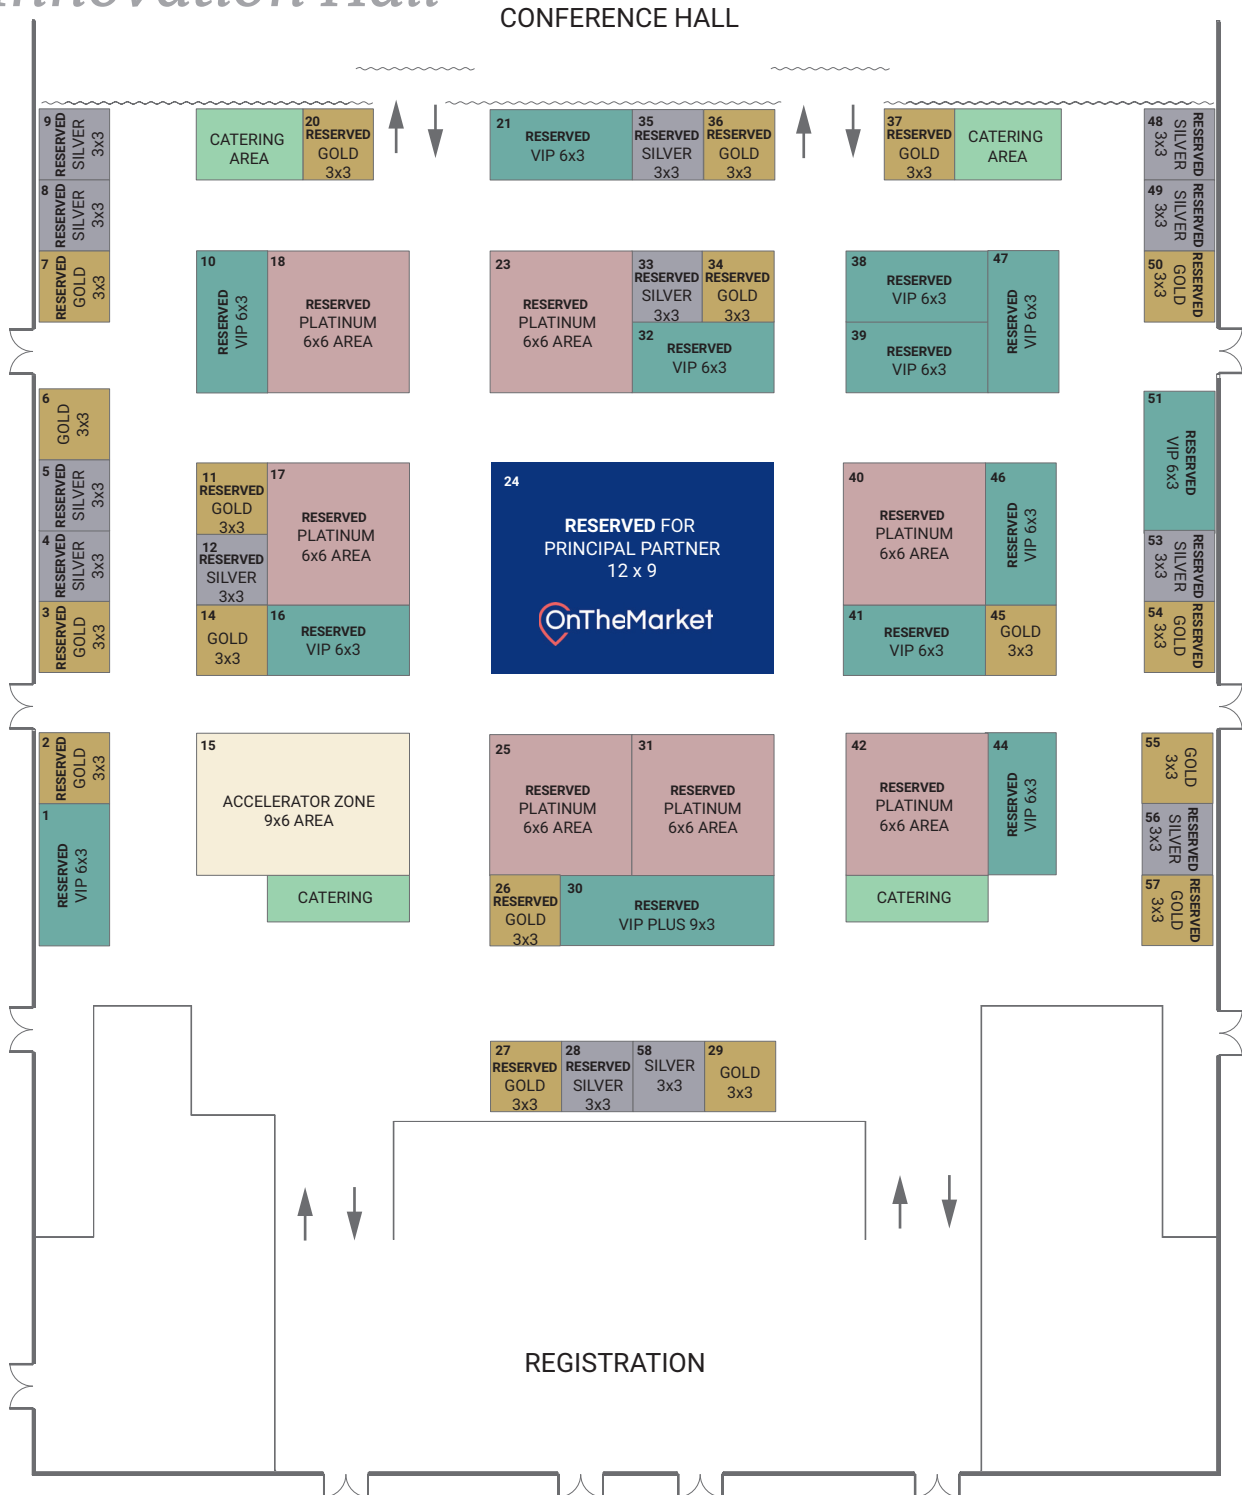 Innovation Hall
CONFERENCE HALL
9
RESERVED
SILVER
3x3
CATERING
AREA
20
RESERVED
GOLD
3x3
21
RESERVED
VIP 6x3
35
RESERVED
SILVER
3x3
36
RESERVED
GOLD
3x3
37
RESERVED
GOLD
3x3
CATERING
AREA
48
RESERVED
SILVER
3x3
8
RESERVED
SILVER
3x3
49
RESERVED
SILVER
3x3
7
RESERVED
GOLD
3x3
10
RESERVED
VIP 6x3
18
RESERVED
PLATINUM
6x6 AREA
23
RESERVED
PLATINUM
6x6 AREA
33
RESERVED
SILVER
3x3
34
RESERVED
GOLD
3x3
32
RESERVED
VIP 6x3
38
RESERVED
VIP 6x3
39
RESERVED
VIP 6x3
47
RESERVED
VIP 6x3
50
RESERVED
GOLD
3x3
6
GOLD
3x3
51
RESERVED
VIP 6x3
5
RESERVED
SILVER
3x3
4
RESERVED
SILVER
3x3
3
RESERVED
GOLD
3x3
11
RESERVED
GOLD
3x3
12
RESERVED
SILVER
3x3
14
GOLD
3x3
17
RESERVED
PLATINUM
6x6 AREA
16
RESERVED
VIP 6x3
24
RESERVED FOR
PRINCIPAL PARTNER
12 x 9
OnTheMarket
40
RESERVED
PLATINUM
6x6 AREA
46
RESERVED
VIP 6x3
41
RESERVED
VIP 6x3
45
GOLD
3x3
53
RESERVED
SILVER
3x3
54
RESERVED
GOLD
3x3
2
RESERVED
GOLD
3x3
1
RESERVED
VIP 6x3
15
ACCELERATOR ZONE
9x6 AREA
CATERING
25
RESERVED
PLATINUM
6x6 AREA
31
RESERVED
PLATINUM
6x6 AREA
26
RESERVED
GOLD
3x3
30
RESERVED
VIP PLUS 9x3
42
RESERVED
PLATINUM
6x6 AREA
44
RESERVED
VIP 6x3
CATERING
55
GOLD
3x3
56
RESERVED
SILVER
3x3
57
RESERVED
GOLD
3x3
27
RESERVED
GOLD
3x3
28
RESERVED
SILVER
3x3
58
SILVER
3x3
29
GOLD
3x3
REGISTRATION